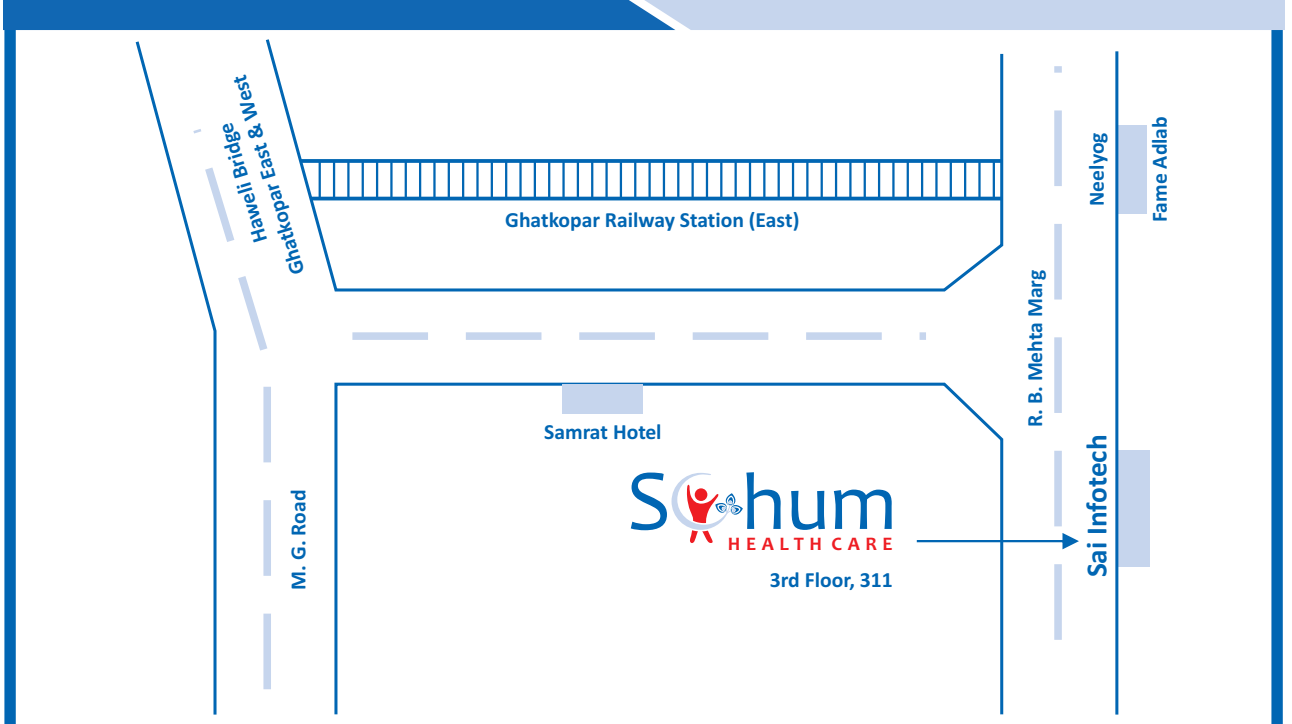 Haweli Bridge
Ghatkopar East & West
Ghatkopar Railway Station (East)
Neelyog
Fame Adlab
R. B. Mehta Marg
Samrat Hotel
Sohum
HEALTH CARE
3rd Floor, 311
Sai Infotech
M. G. Road